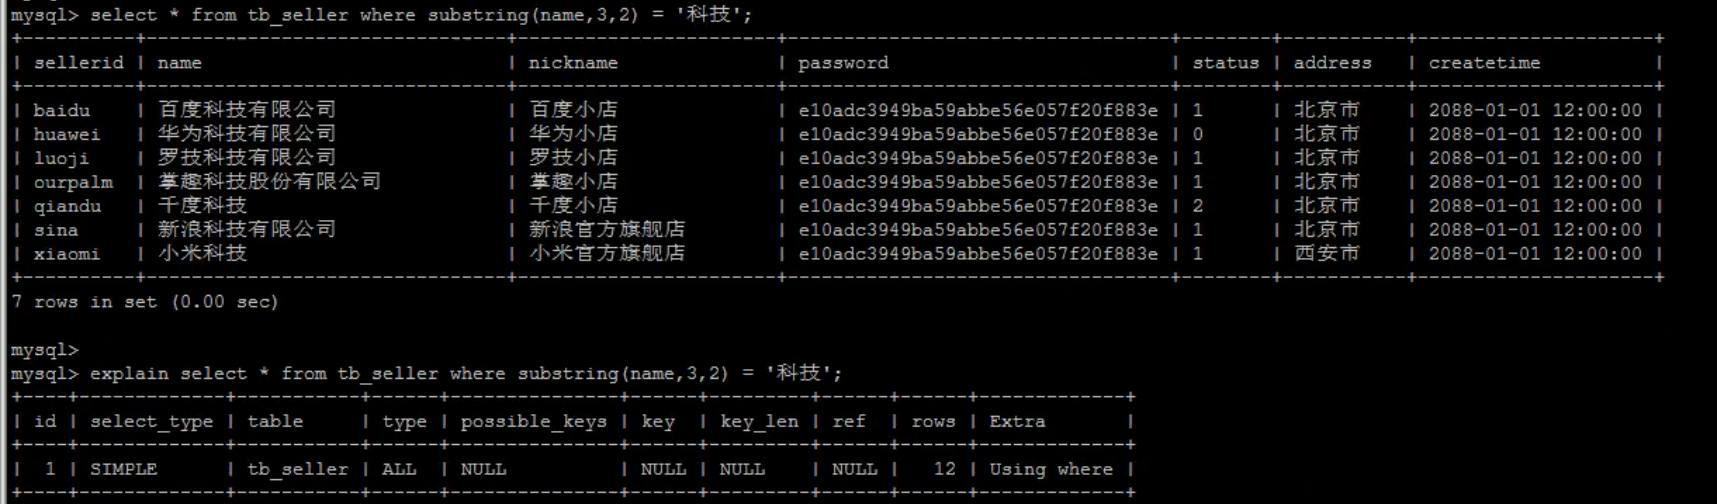 mysql> select * from tb_seller where substring(name,3,2) = '科技';
+----------+--------------------------------+-----------------------+----------------------------------+--------+-----------+---------------------+
| sellerid | name | nickname | password | status | address | createtime |
+----------+--------------------------------+-----------------------+----------------------------------+--------+-----------+---------------------+
| baidu | 百度科技有限公司 | 百度小店 | e10adc3949ba59abbe56e057f20f883e | 1 | 北京市 | 2088-01-01 12:00:00 |
| huawei | 华为科技有限公司 | 华为小店 | e10adc3949ba59abbe56e057f20f883e | 0 | 北京市 | 2088-01-01 12:00:00 |
| luoji | 罗技科技有限公司 | 罗技小店 | e10adc3949ba59abbe56e057f20f883e | 1 | 北京市 | 2088-01-01 12:00:00 |
| ourpalm | 掌趣科技股份有限公司 | 掌趣小店 | e10adc3949ba59abbe56e057f20f883e | 1 | 北京市 | 2088-01-01 12:00:00 |
| qiandu | 千度科技 | 千度小店 | e10adc3949ba59abbe56e057f20f883e | 2 | 北京市 | 2088-01-01 12:00:00 |
| sina | 新浪科技有限公司 | 新浪官方旗舰店 | e10adc3949ba59abbe56e057f20f883e | 1 | 北京市 | 2088-01-01 12:00:00 |
| xiaomi | 小米科技 | 小米官方旗舰店 | e10adc3949ba59abbe56e057f20f883e | 1 | 西安市 | 2088-01-01 12:00:00 |
+----------+--------------------------------+-----------------------+----------------------------------+--------+-----------+---------------------+
7 rows in set (0.00 sec)
mysql>
mysql> explain select * from tb_seller where substring(name,3,2) = '科技';
+----+-------------+-----------+------+---------------+------+---------+------+------+-------------+
| id | select_type | table | type | possible_keys | key | key_len | ref | rows | Extra |
+----+-------------+-----------+------+---------------+------+---------+------+------+-------------+
| 1 | SIMPLE | tb_seller | ALL | NULL | NULL | NULL | NULL | 12 | Using where |
+----+-------------+-----------+------+---------------+------+---------+------+------+-------------+